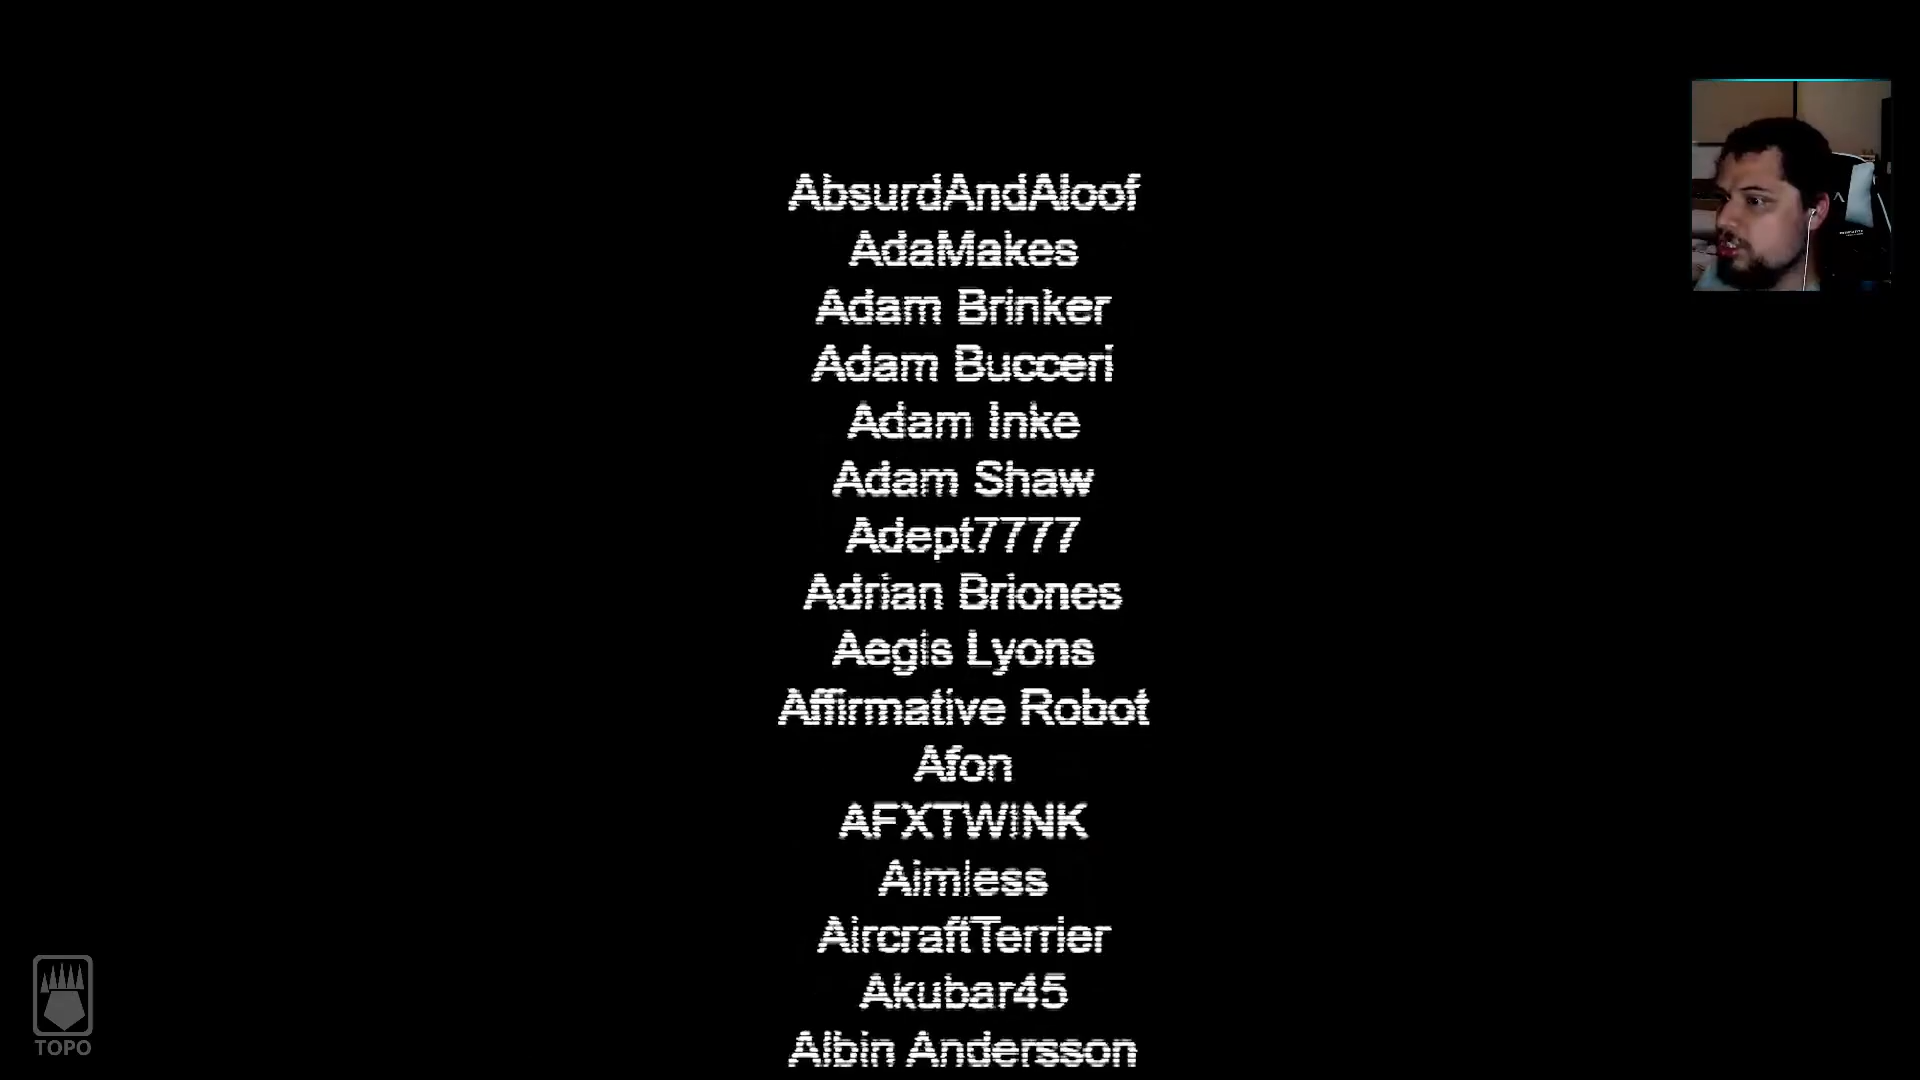 AbsurdAndAloof
AdaMakes
Adam Brinker
Adam Bucceri
Adam Inke
Adam Shaw
Adept7777
Adrian Briones
Aegis Lyons
Affirmative Robot
Afon
AFXTWINK
Aimless
AircraftTerrier
Akubar45
Albin Andersson
TOPO